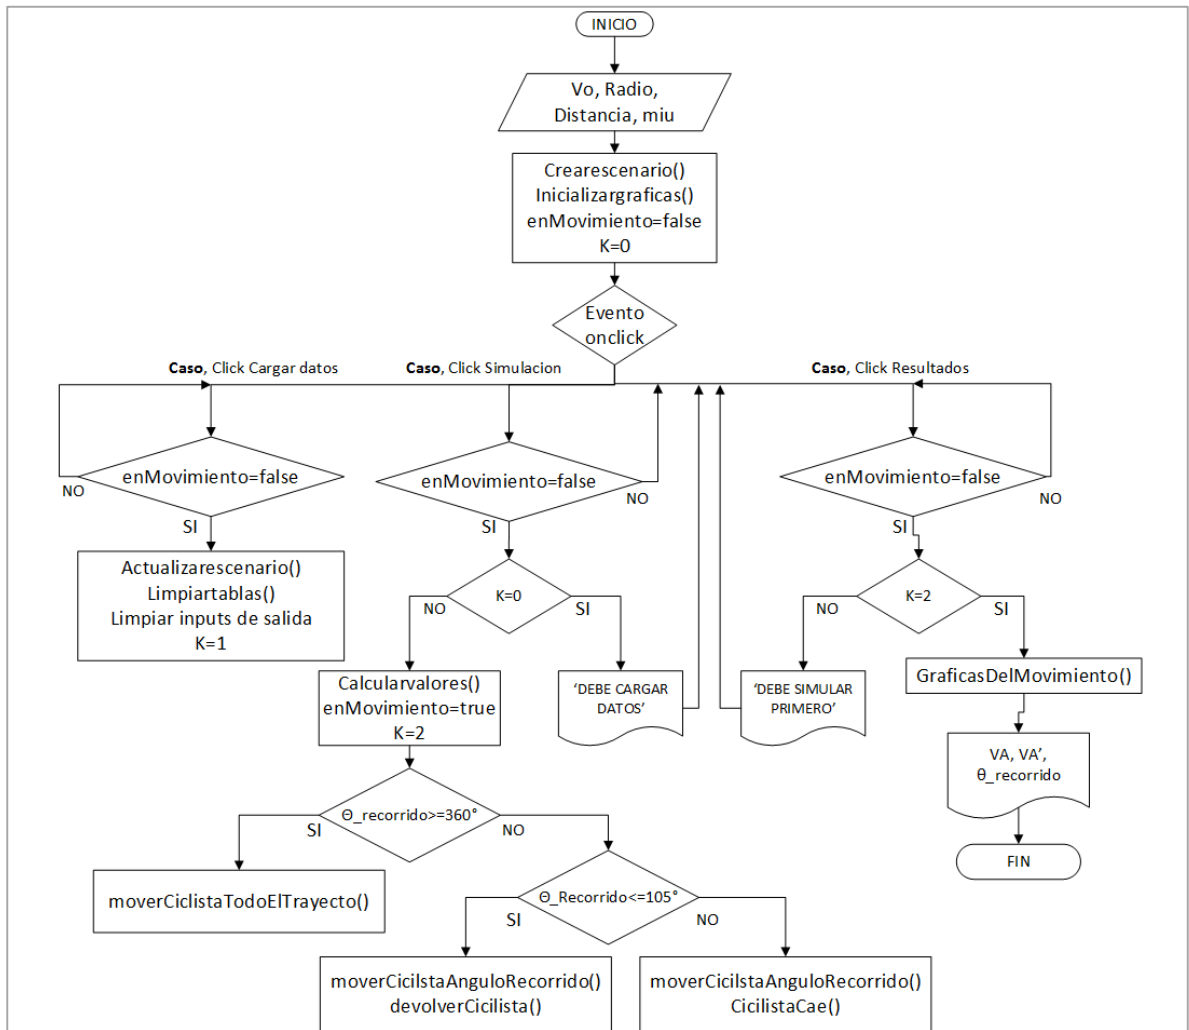 INICIO
Vo, Radio,
Distancia, miu
Crearescenario()
Inicializargraficas()
enMovimiento=false
K=0
Evento
onclick
Caso, Click Cargar datos
Caso, Click Simulacion
Caso, Click Resultados
enMovimiento=false
NO
SI
enMovimiento=false
NO
SI
enMovimiento=false
NO
SI
Actualizarescenario()
Limpiartablas()
Limpiar inputs de salida
K=1
K=0
NO
SI
K=2
NO
SI
Calcularvalores()
enMovimiento=true
K=2
‘DEBE CARGAR
DATOS’
‘DEBE SIMULAR
PRIMERO’
GraficasDelMovimiento()
VA, VA’,
θ_recorrido
FIN
Θ_recorrido>=360°
SI
NO
moverCiclistaTodoElTrayecto()
Θ_Recorrido<=105°
SI
NO
moverCicilstaAnguloRecorrido()
devolverCicilista()
moverCicilstaAnguloRecorrido()
CicilistaCae()